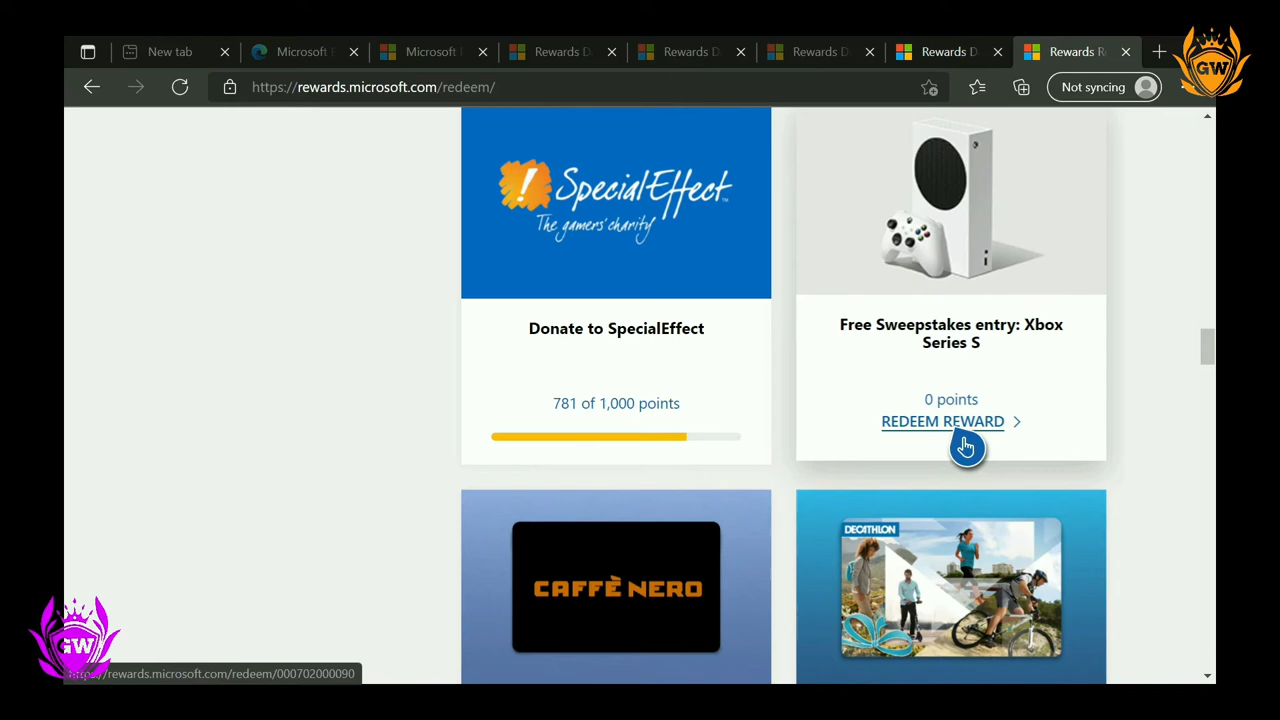 New tab
Microsoft
Microsoft
Rewards D
Rewards D
Rewards D
Rewards D
Rewards R
GW
https://rewards.microsoft.com/redeem/
Not syncing
! SpecialEffect™
The gamers' charity
Donate to SpecialEffect
781 of 1,000 points
Free Sweepstakes entry: Xbox
Series S
0 points
REDEEM REWARD
CAFFÈ NERO
DECATHLON
GW
https://rewards.microsoft.com/redeem/000702000090